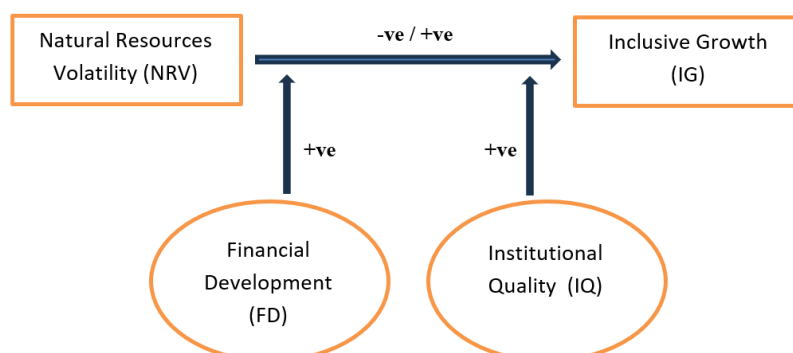 Natural Resources
Volatility (NRV)
-ve / +ve
Inclusive Growth
(IG)
+ve
+ve
Financial
Development
(FD)
Institutional
Quality (IQ)